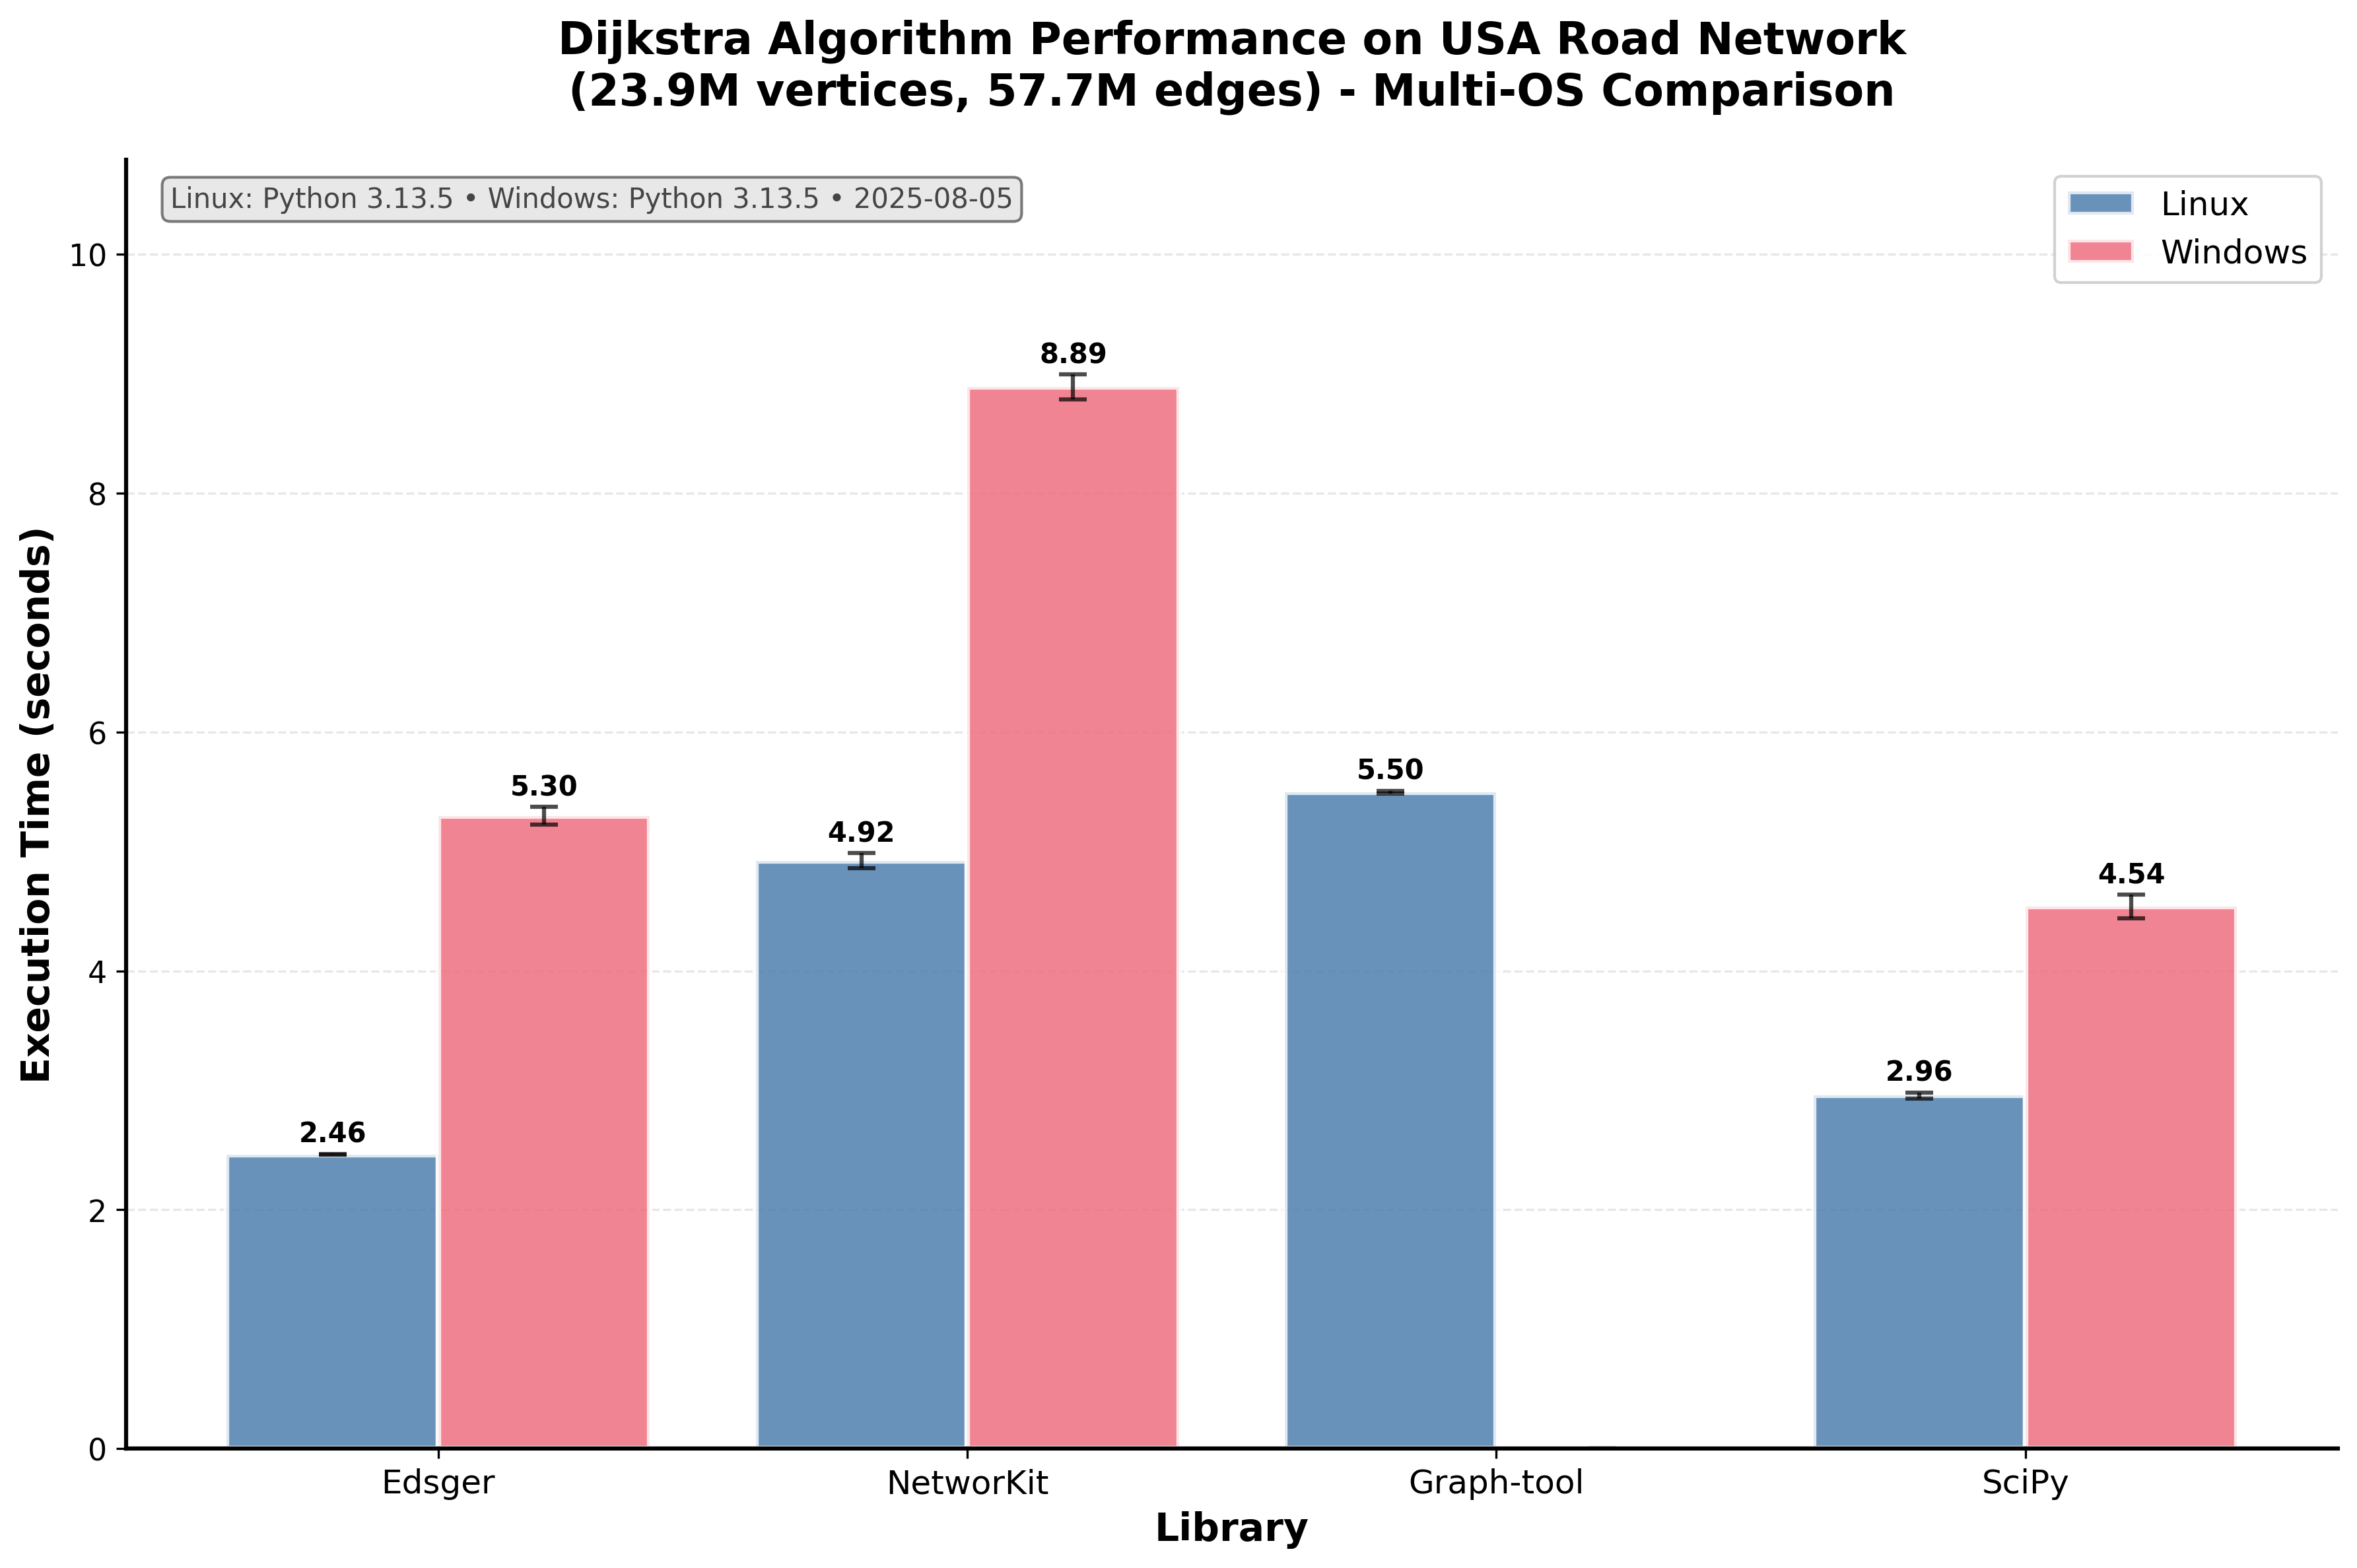 Dijkstra Algorithm Performance on USA Road Network
(23.9M vertices, 57.7M edges) - Multi-OS Comparison
Linux: Python 3.13.5 • Windows: Python 3.13.5 • 2025-08-05
Linux
Windows
Execution Time (seconds)
10
8
6
4
2
0
2.46
5.30
4.92
8.89
5.50
2.96
4.54
Edsger
NetworKit
Graph-tool
SciPy
Library